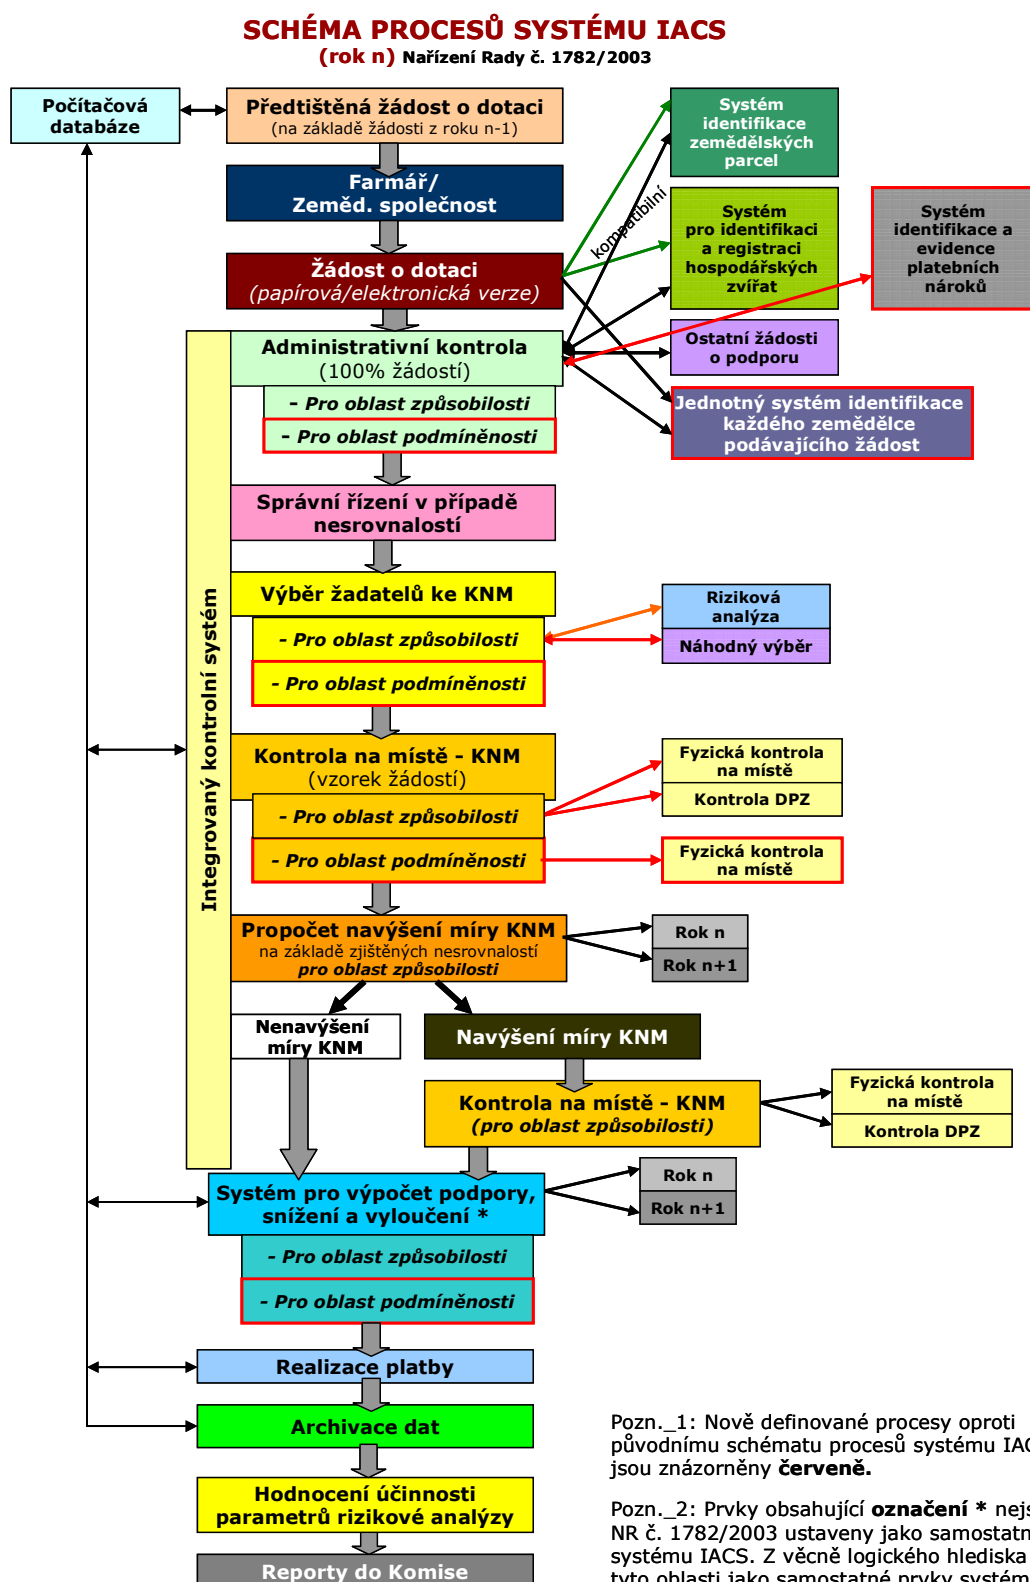 SCHÉMA PROCESŮ SYSTÉMU IACS
(rok n) Nařízení Rady č. 1782/2003
Počítačová
databáze
Předtištěná žádost o dotaci
(na základě žádosti z roku n-1)
Systém
identifikace
zemědělských
parcel
Farmář/
Zeměd. společnost
kompatibilní
Systém
pro identifikaci
a registraci
hospodářských
zvířat
Systém
identifikace a
evidence
platebních
nároků
Žádost o dotaci
(papírová/elektronická verze)
Administrativní kontrola
(100% žádostí)
Ostatní žádosti
o podporu
- Pro oblast způsobilosti
- Pro oblast podmíněnosti
Jednotný systém identifikace
každého zemědělce
podávajícího žádost
Správní řízení v případě
nesrovnalostí
Integrovaný kontrolní systém
Výběr žadatelů ke KNM
- Pro oblast způsobilosti
- Pro oblast podmíněnosti
Riziková
analýza
Náhodný výběr
Kontrola na místě - KNM
(vzorek žádostí)
- Pro oblast způsobilosti
- Pro oblast podmíněnosti
Fyzická kontrola
na místě
Kontrola DPZ
Fyzická kontrola
na místě
Propočet navýšení míry KNM
na základě zjištěných nesrovnalostí
pro oblast způsobilosti
Rok n
Rok n+1
Nenavýšení
míry KNM
Navýšení míry KNM
Kontrola na místě - KNM
(pro oblast způsobilosti)
Fyzická kontrola
na místě
Kontrola DPZ
Systém pro výpočet podpory,
snížení a vyloučení *
Rok n
Rok n+1
- Pro oblast způsobilosti
- Pro oblast podmíněnosti
Realizace platby
Archivace dat
Hodnocení účinnosti
parametrů rizikové analýzy
Reporty do Komise
Pozn._1: Nově definované procesy oproti
původnímu schématu procesů systému
jsou znázorněny červeně.
Pozn._2: Prvky obsahující označení *
NR č. 1782/2003 ustaveny jako
systému IACS. Z věcně logického hlediska
tyto oblasti jako samostatné prvky